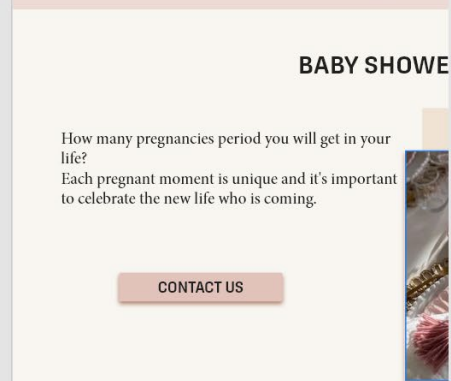 BABY SHOWE
How many pregnancies period you will get in your
life?
Each pregnant moment is unique and it's important
to celebrate the new life who is coming.
CONTACT US